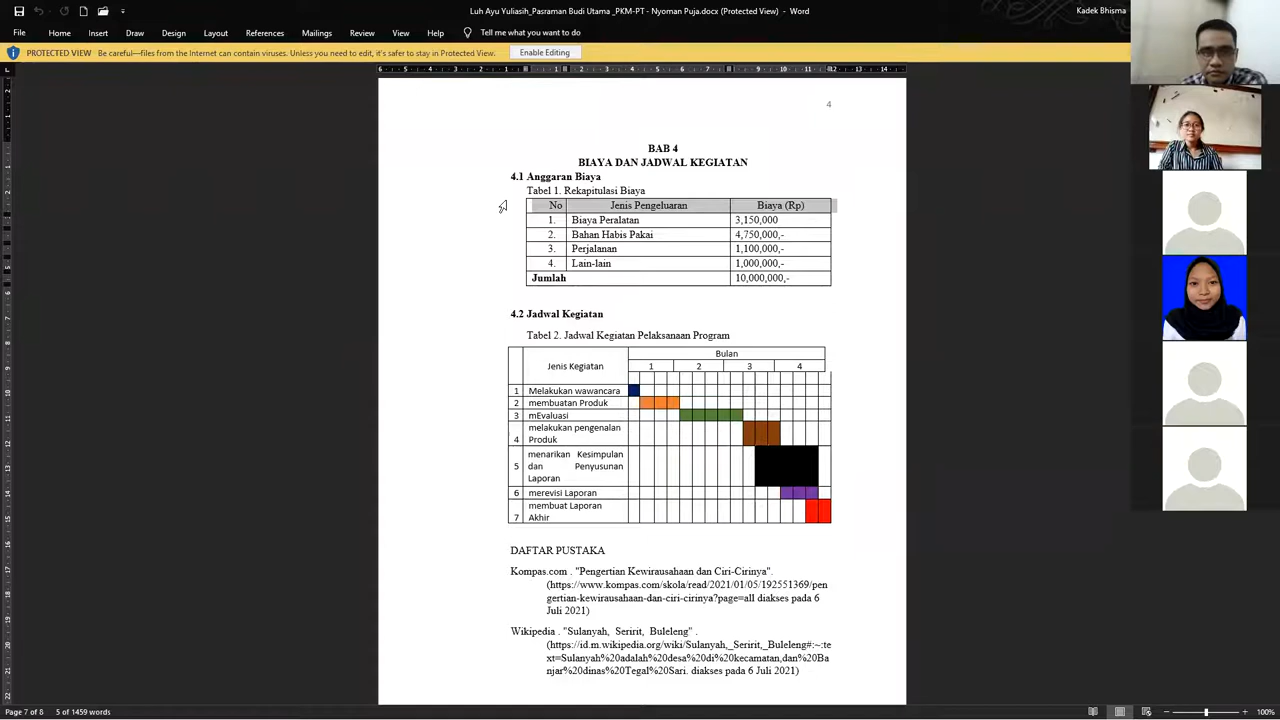 Luh Ayu Yuliasih_Pasraman Budi Utama _PKM-PT - Nyoman Puja.docx (Protected View) - Word
Kadek Bhisma
File Home Insert Draw Design Layout References Mailings Review View Help Tell me what you want to do
PROTECTED VIEW Be careful—files from the Internet can contain viruses. Unless you need to edit, it's safer to stay in Protected View. Enable Editing
4
BAB 4
BIAYA DAN JADWAL KEGIATAN
4.1 Anggaran Biaya
Tabel 1. Rekapitulasi Biaya
No Jenis Pengeluaran Biaya (Rp)
1. Biaya Peralatan 3,150,000
2. Bahan Habis Pakai 4,750,000,-
3. Perjalanan 1,100,000,-
4. Lain-lain 1,000,000,-
Jumlah 10,000,000,-
4.2 Jadwal Kegiatan
Tabel 2. Jadwal Kegiatan Pelaksanaan Program
Bulan
Jenis Kegiatan 1 2 3 4
1 Melakukan wawancara
2 membuatan Produk
3 mEvaluasi
melakukan pengenalan
4 Produk
menarikan Kesimpulan
5 dan Penyusunan
Laporan
6 merevisi Laporan
membuat Laporan
7 Akhir
DAFTAR PUSTAKA
Kompas.com . "Pengertian Kewirausahaan dan Ciri-Cirinya".
(https://www.kompas.com/skola/read/2021/01/05/192551369/pen
gertian-kewirausahaan-dan-ciri-cirinya?page=all diakses pada 6
Juli 2021)
Wikipedia . "Sulanyah, Seririt, Buleleng" .
(https://id.m.wikipedia.org/wiki/Sulanyah,_Seririt,_Buleleng#:~:te
xt=Sulanyah%20adalah%20desa%20di%20kecamatan,dan%20Ba
njar%20dinas%20Tegal%20Sari. diakses pada 6 Juli 2021)
Page 7 of 8 5 of 1459 words 100%